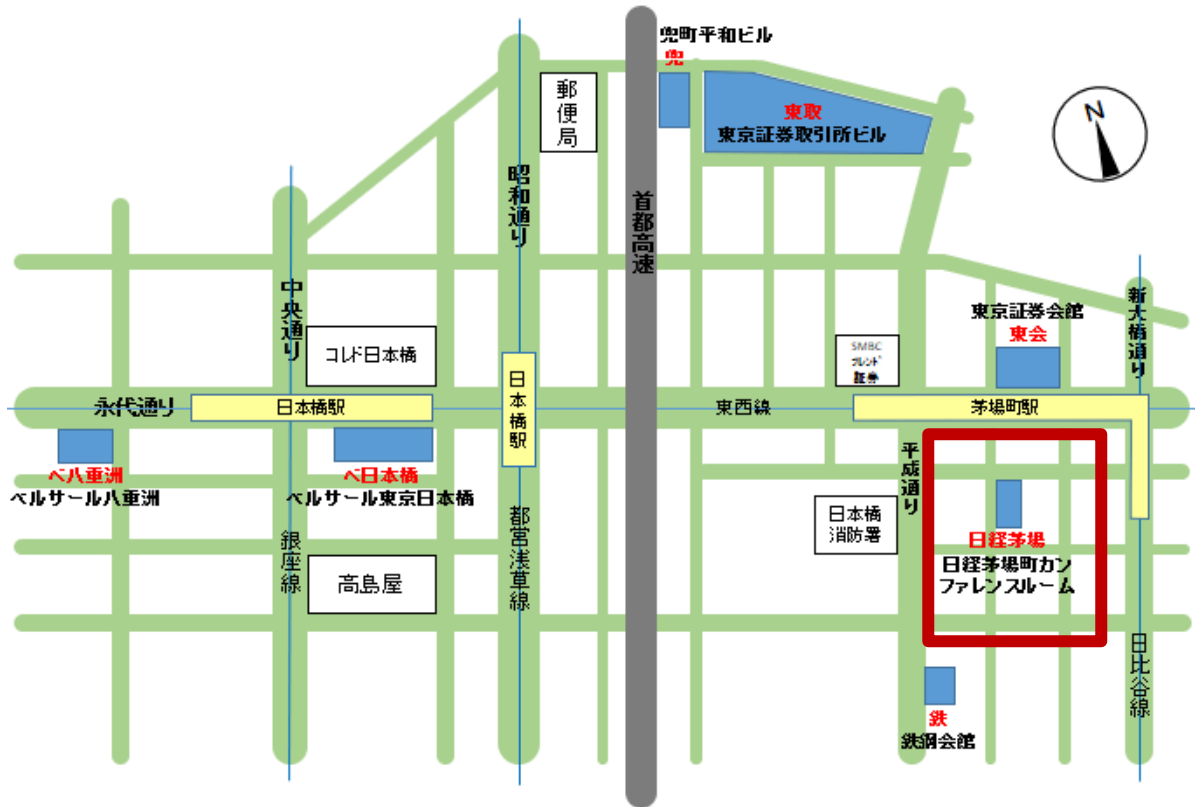 兜町平和ビル
兜
郵
便
局
東取
東京証券取引所ビル
N
昭和通り
首都高速
中央通り
コレド日本橋
東京証券会館
東会
新大橋通り
SMBC
フレンド
証券
永代通り
日本橋駅
日本橋駅
東西線
茅場町駅
ベ八重洲
ベルサール八重洲
ベ日本橋
ベルサール東京日本橋
平成通り
日本橋
消防署
日経茅場
日経茅場町カン
ファレンスルーム
銀座線
高島屋
都営浅草線
日比谷線
鉄
鉄鋼会館